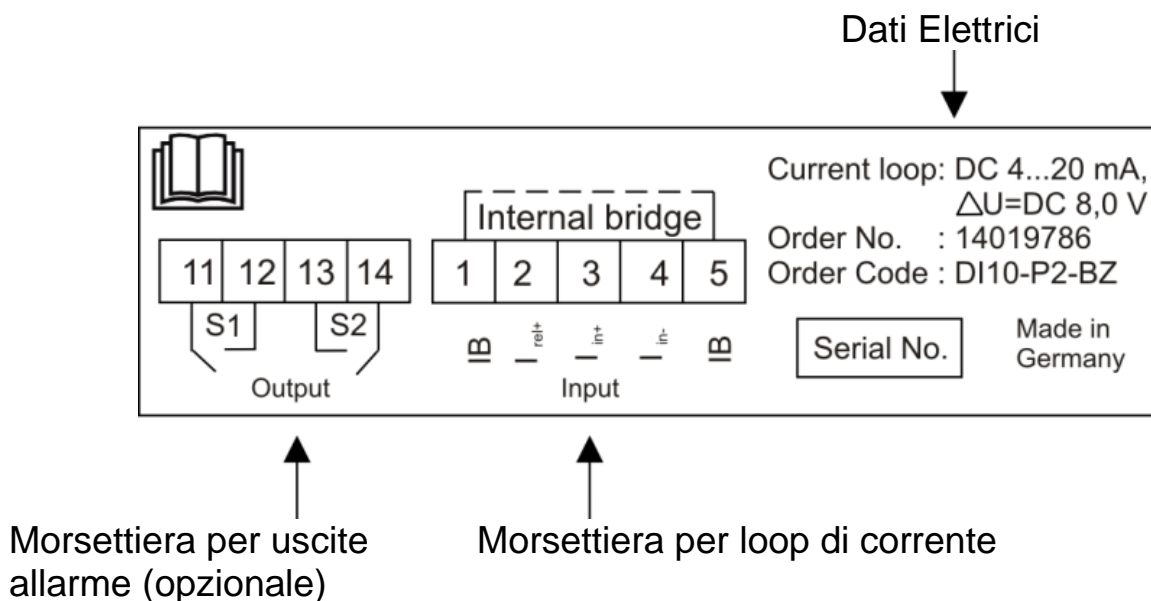 Dati Elettrici
Current loop: DC 4...20 mA,
△U=DC 8,0 V
Internal bridge
Order No. : 14019786
Order Code : DI10-P2-BZ
11 12 13 14
1 2 3 4 5
S1 S2
IB I rel+ I in+ I in- IB
Serial No.
Made in
Germany
Output
Input
Morsettiera per uscite
allarme (opzionale)
Morsettiera per loop di corrente